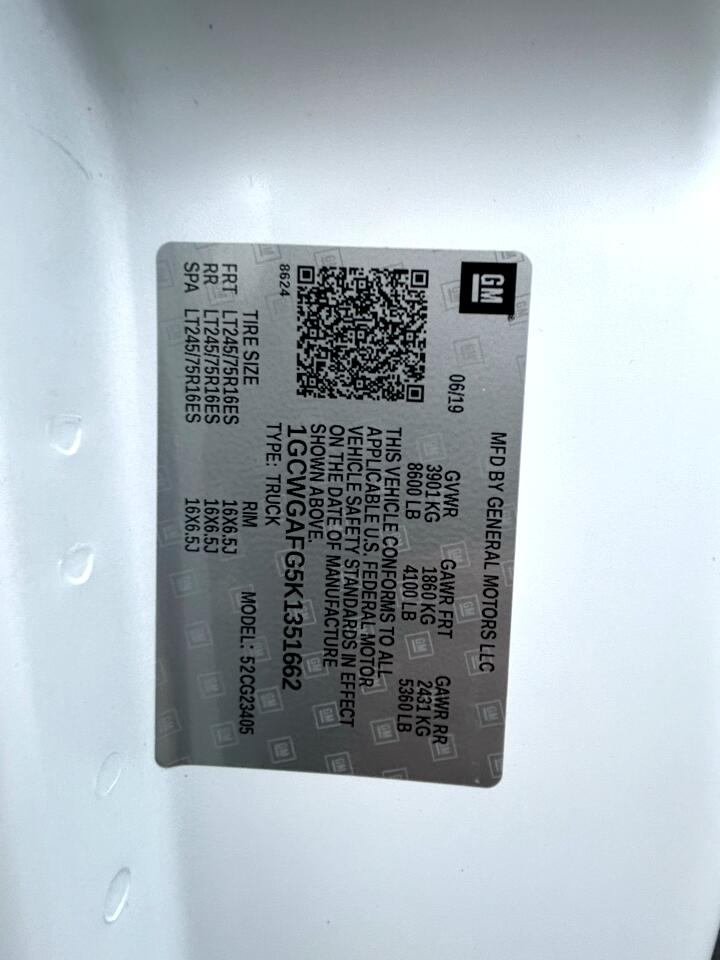 GM
MFD BY GENERAL MOTORS LLC
06/19
GVWR GAWR FRT GAWR RR
3901 KG 1860 KG 2431 KG
8600 LB 4100 LB 5360 LB
THIS VEHICLE CONFORMS TO ALL
APPLICABLE U.S. FEDERAL MOTOR
VEHICLE SAFETY STANDARDS IN EFFECT
ON THE DATE OF MANUFACTURE
SHOWN ABOVE.
1GCWGAFG5K1351662
8624
TYPE: TRUCK
MODEL: 52CG23405
TIRE SIZE RIM
FRT LT245/75R16ES 16X6.5J
RR LT245/75R16ES 16X6.5J
SPA LT245/75R16ES 16X6.5J